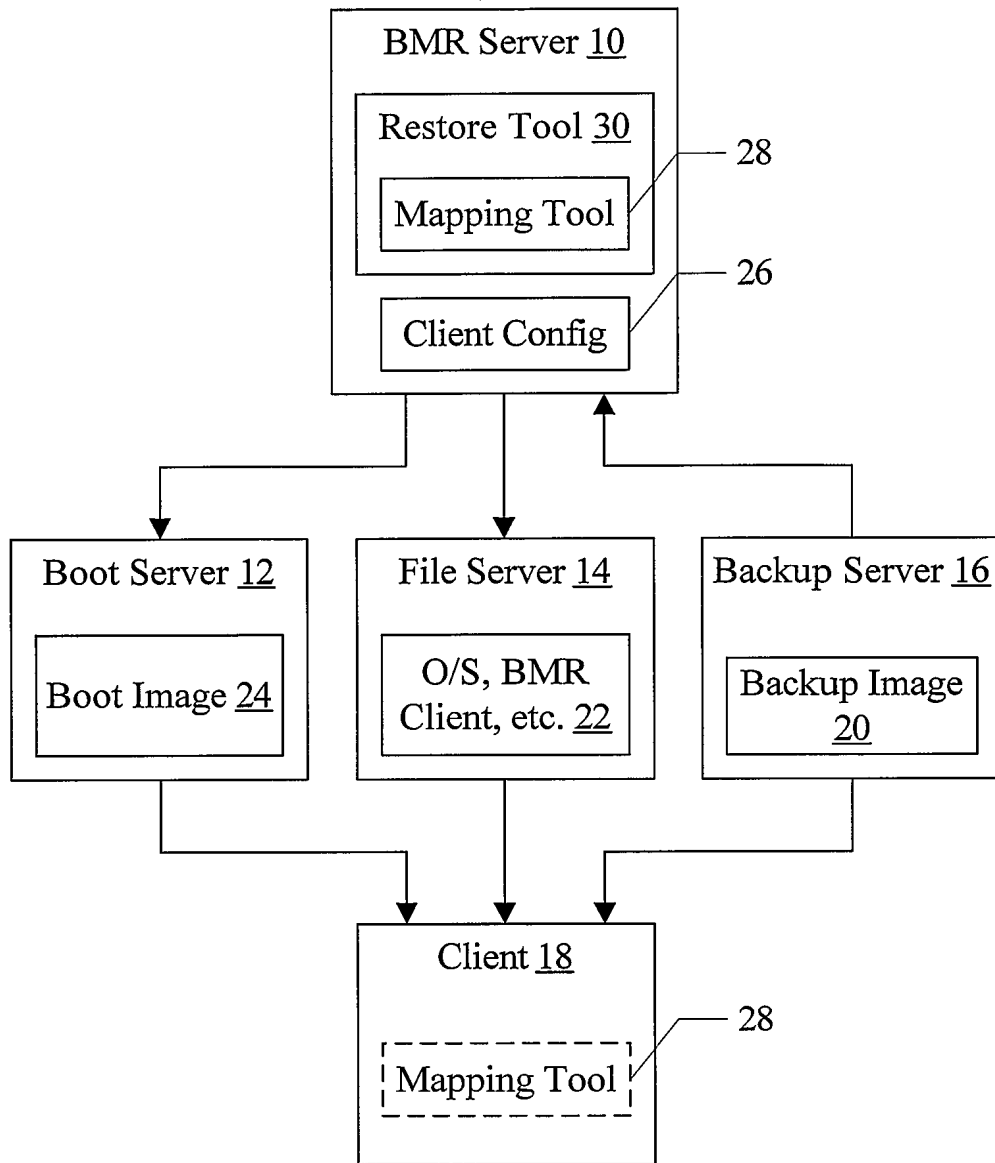 BMR Server 10
Restore Tool 30
28
Mapping Tool
26
Client Config
Boot Server 12
File Server 14
Backup Server 16
Boot Image 24
O/S, BMR
Client, etc. 22
Backup Image
20
Client 18
28
Mapping Tool